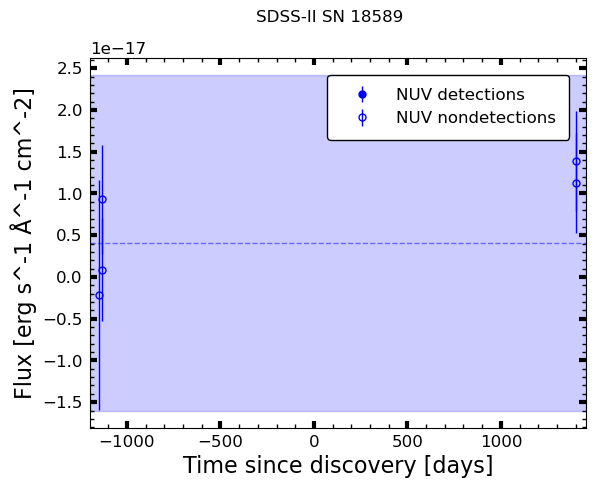 SDSS-II SN 18589
1e−17
2.5
2.0
1.5
1.0
0.5
0.0
−0.5
−1.0
−1.5
Flux [erg s^-1 Å^-1 cm^-2]
NUV detections
NUV nondetections
−1000 −500 0 500 1000
Time since discovery [days]